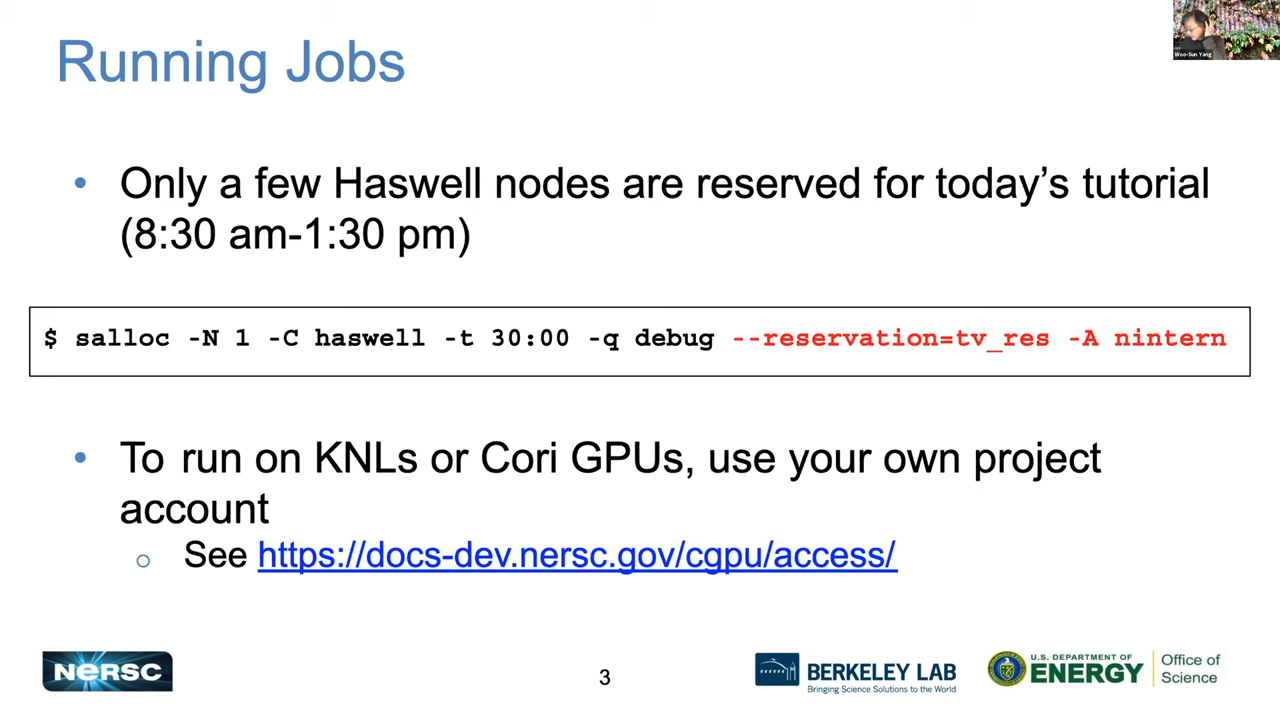 Running Jobs
Woo-Sun Yang
• Only a few Haswell nodes are reserved for today’s tutorial
(8:30 am-1:30 pm)
$ salloc -N 1 -C haswell -t 30:00 -q debug --reservation=tv_res -A nintern
• To run on KNLs or Cori GPUs, use your own project
account
○ See https://docs-dev.nersc.gov/cgpu/access/
NERSC
3
BERKELEY LAB
Bringing Science Solutions to the World
U.S. DEPARTMENT OF
ENERGY
Office of
Science